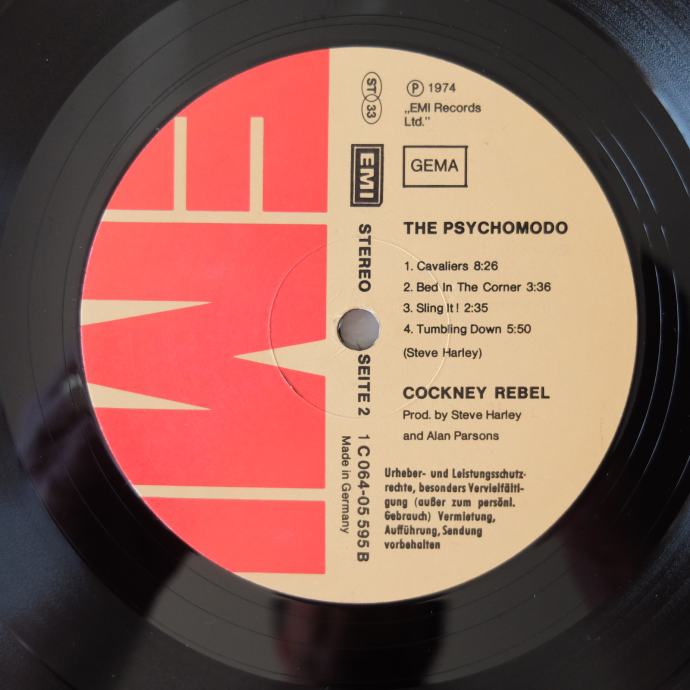 EMI
ST 33
Ⓟ 1974
„EMI Records
Ltd."
EMI
GEMA
STEREO
SEITE 2
1 C 064-05 595 B
Made in Germany
THE PSYCHOMODO
1. Cavaliers 8:26
2. Bed In The Corner 3:36
3. Sling It! 2:35
4. Tumbling Down 5:50
(Steve Harley)
COCKNEY REBEL
Prod. by Steve Harley
and Alan Parsons
Urheber- und Leistungsschutz-
rechte, besonders Vervielfälti-
gung (außer zum persönl.
Gebrauch) Vermietung,
Aufführung, Sendung
vorbehalten